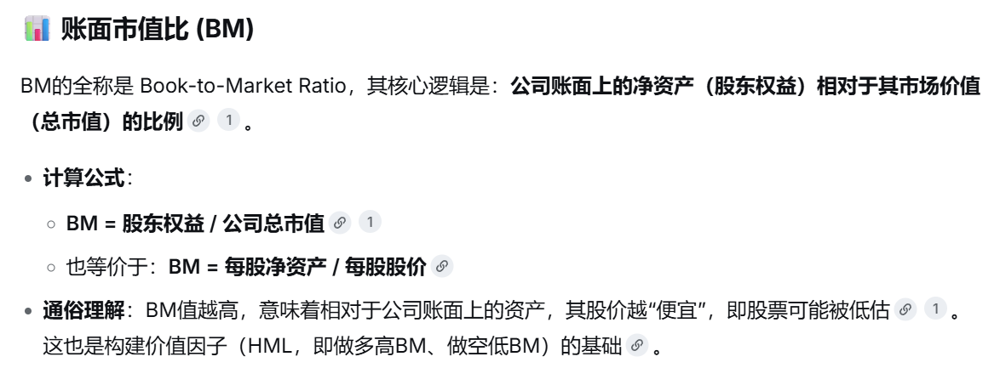 📊 账面市值比 (BM)
BM的全称是 Book-to-Market Ratio，其核心逻辑是：公司账面上的净资产（股东权益）相对于其市场价值
（总市值）的比例 1 。
• 计算公式：
○ BM = 股东权益 / 公司总市值 1
○ 也等价于：BM = 每股净资产 / 每股股价
• 通俗理解：BM值越高，意味着相对于公司账面上的资产，其股价越“便宜”，即股票可能被低估 1 。
这也是构建价值因子（HML，即做多高BM、做空低BM）的基础 。